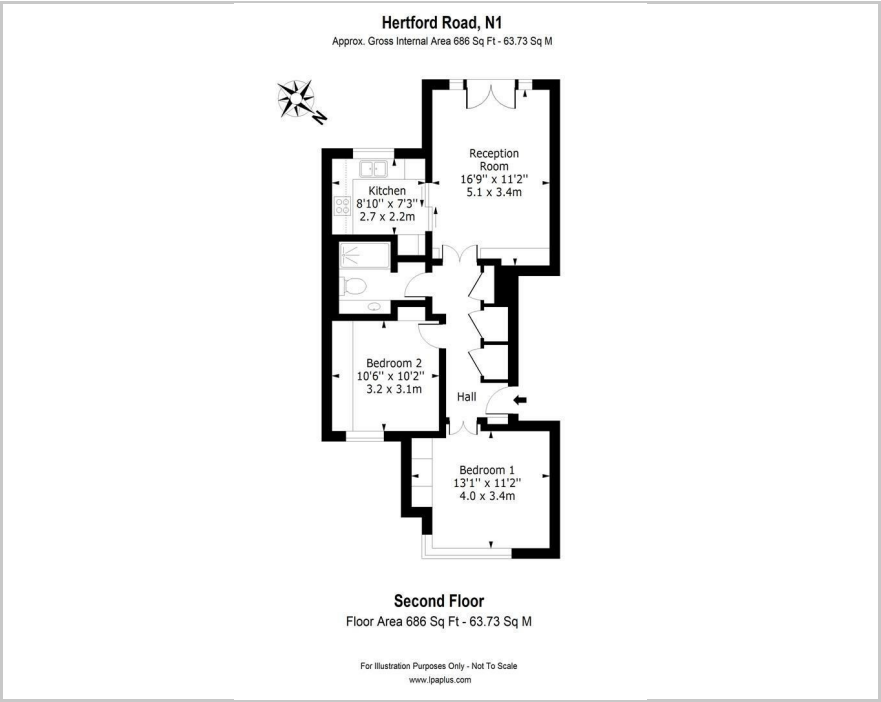 Hertford Road, N1
Approx. Gross Internal Area 686 Sq Ft - 63.73 Sq M
N
Reception
Room
16'9'' x 11'2''
5.1 x 3.4m
Kitchen
8'10'' x 7'3''
2.7 x 2.2m
Bedroom 2
10'6'' x 10'2''
3.2 x 3.1m
Hall
Bedroom 1
13'1'' x 11'2''
4.0 x 3.4m
Second Floor
Floor Area 686 Sq Ft - 63.73 Sq M
For Illustration Purposes Only - Not To Scale
www.lpaplus.com